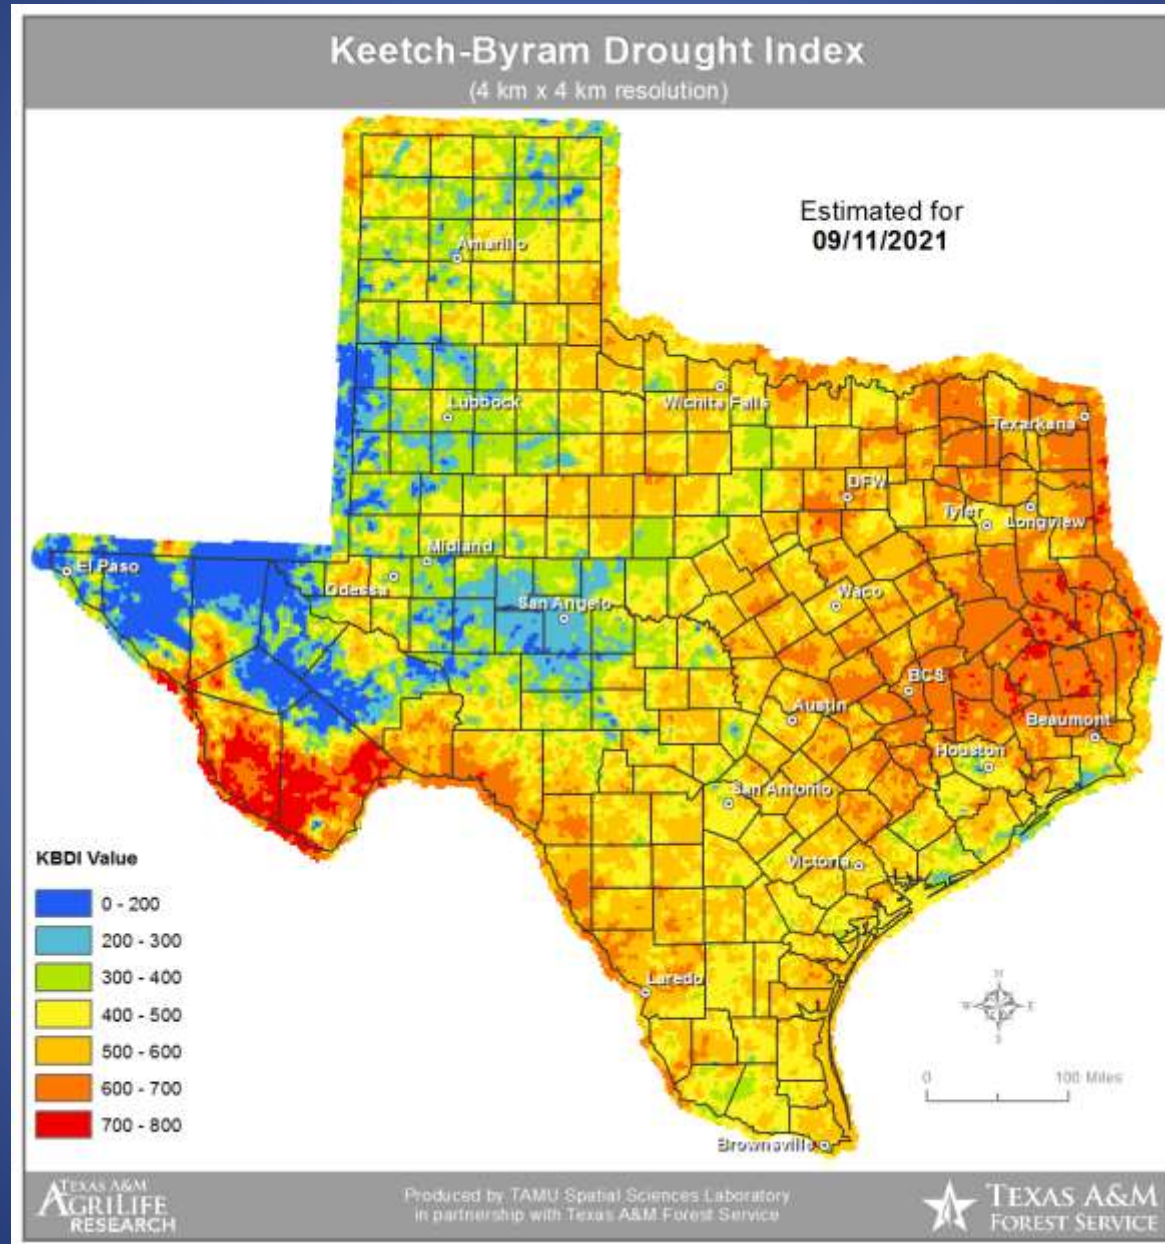 Keetch-Byram Drought Index
(4 km x 4 km resolution)
Estimated for
09/11/2021
Amarillo
Lubbock
Wichita Falls
Texarkana
DFW
Tyler
Longview
Midland
El Paso
Odessa
San Angelo
Waco
BCS
Austin
Beaumont
Houston
San Antonio
Victoria
Laredo
Brownsville
KBDI Value
0 - 200
200 - 300
300 - 400
400 - 500
500 - 600
600 - 700
700 - 800
N
W E
S
0 100 Miles
TEXAS A&M
AGRILIFE
RESEARCH
Produced by TAMU Spatial Sciences Laboratory
in partnership with Texas A&M Forest Service
TEXAS A&M
FOREST SERVICE